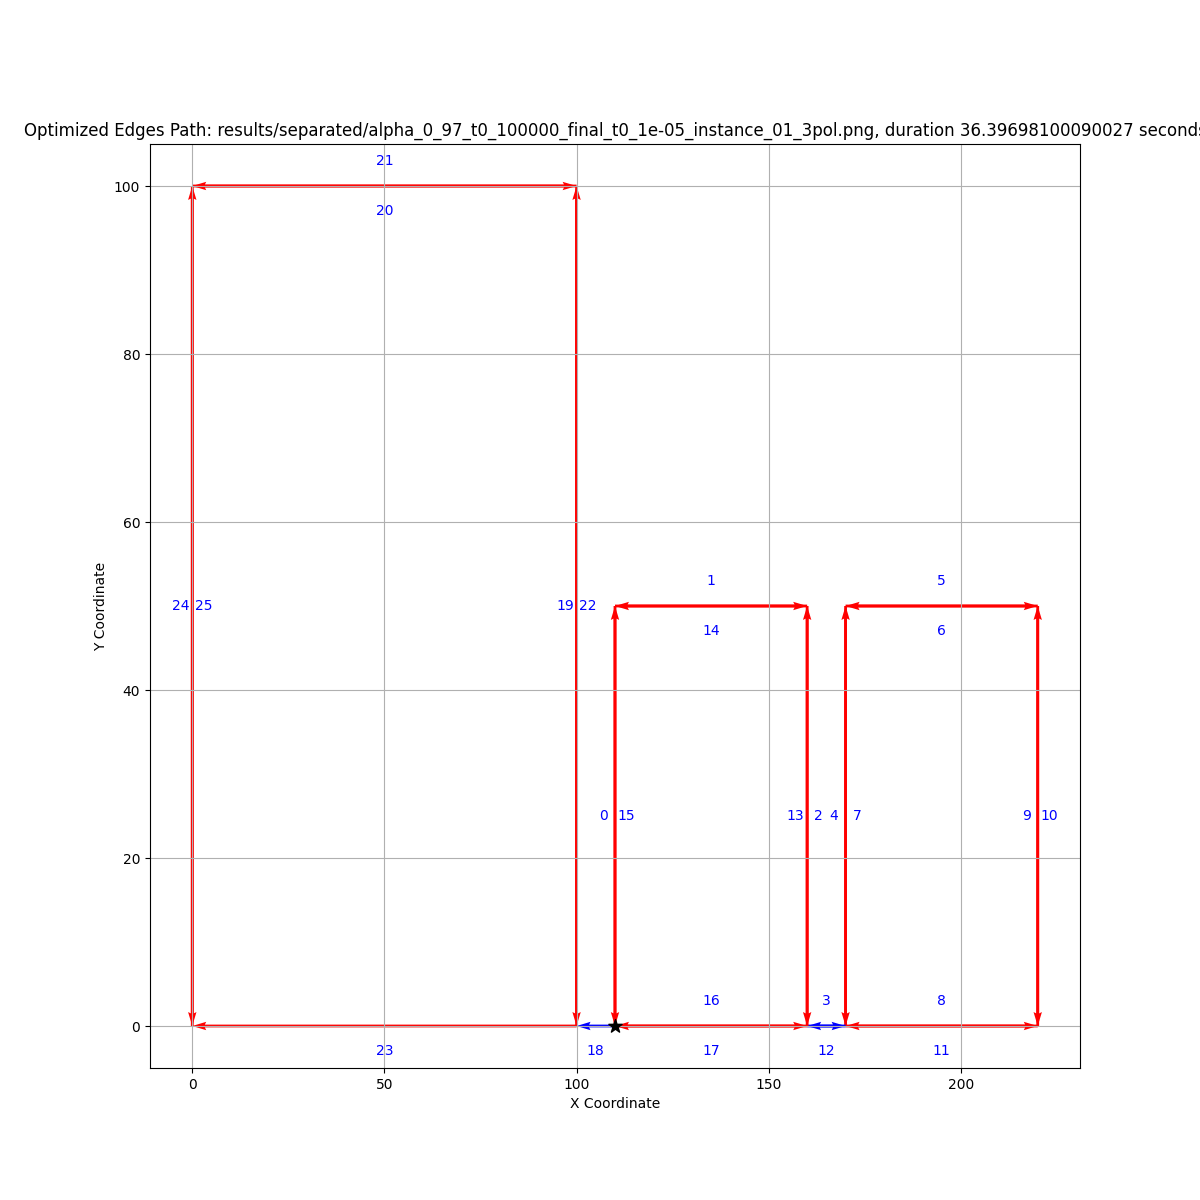 Optimized Edges Path: results/separated/alpha_0_97_t0_100000_final_t0_1e-05_instance_01_3pol.png, duration 36.39698100090027 seconds
21
100
20
80
60
Y Coordinate
24 25 19 22
1 5
14 6
40
0 15 13 2 4 7 9 10
20
16 3 8
0
23 18 17 12 11
0 50 100 150 200
X Coordinate